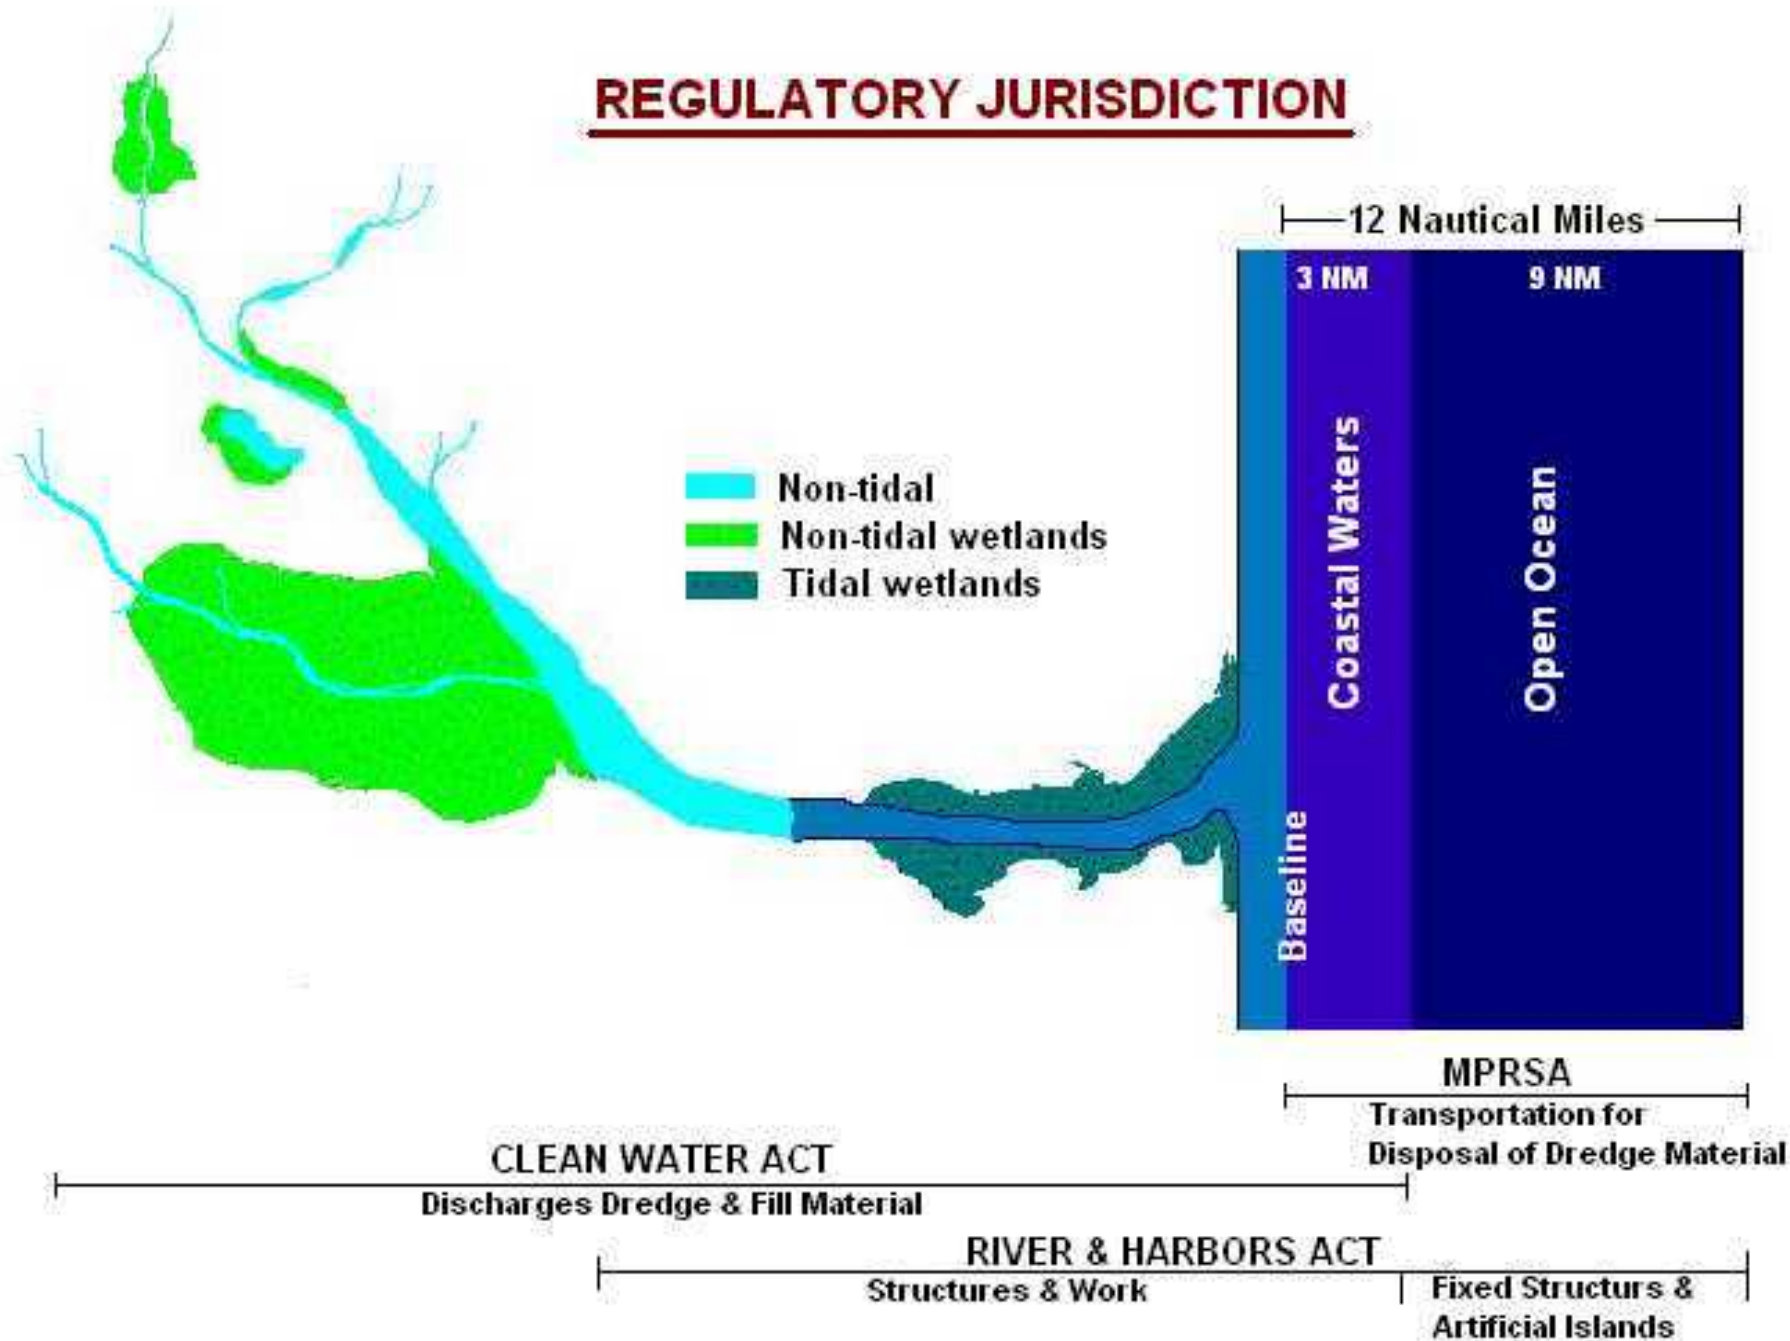 REGULATORY JURISDICTION
12 Nautical Miles
3 NM
9 NM
Coastal Waters
Open Ocean
Baseline
Non-tidal
Non-tidal wetlands
Tidal wetlands
MPRSA
Transportation for
Disposal of Dredge Material
CLEAN WATER ACT
Discharges Dredge & Fill Material
RIVER & HARBORS ACT
Structures & Work
Fixed Structurs &
Artificial Islands